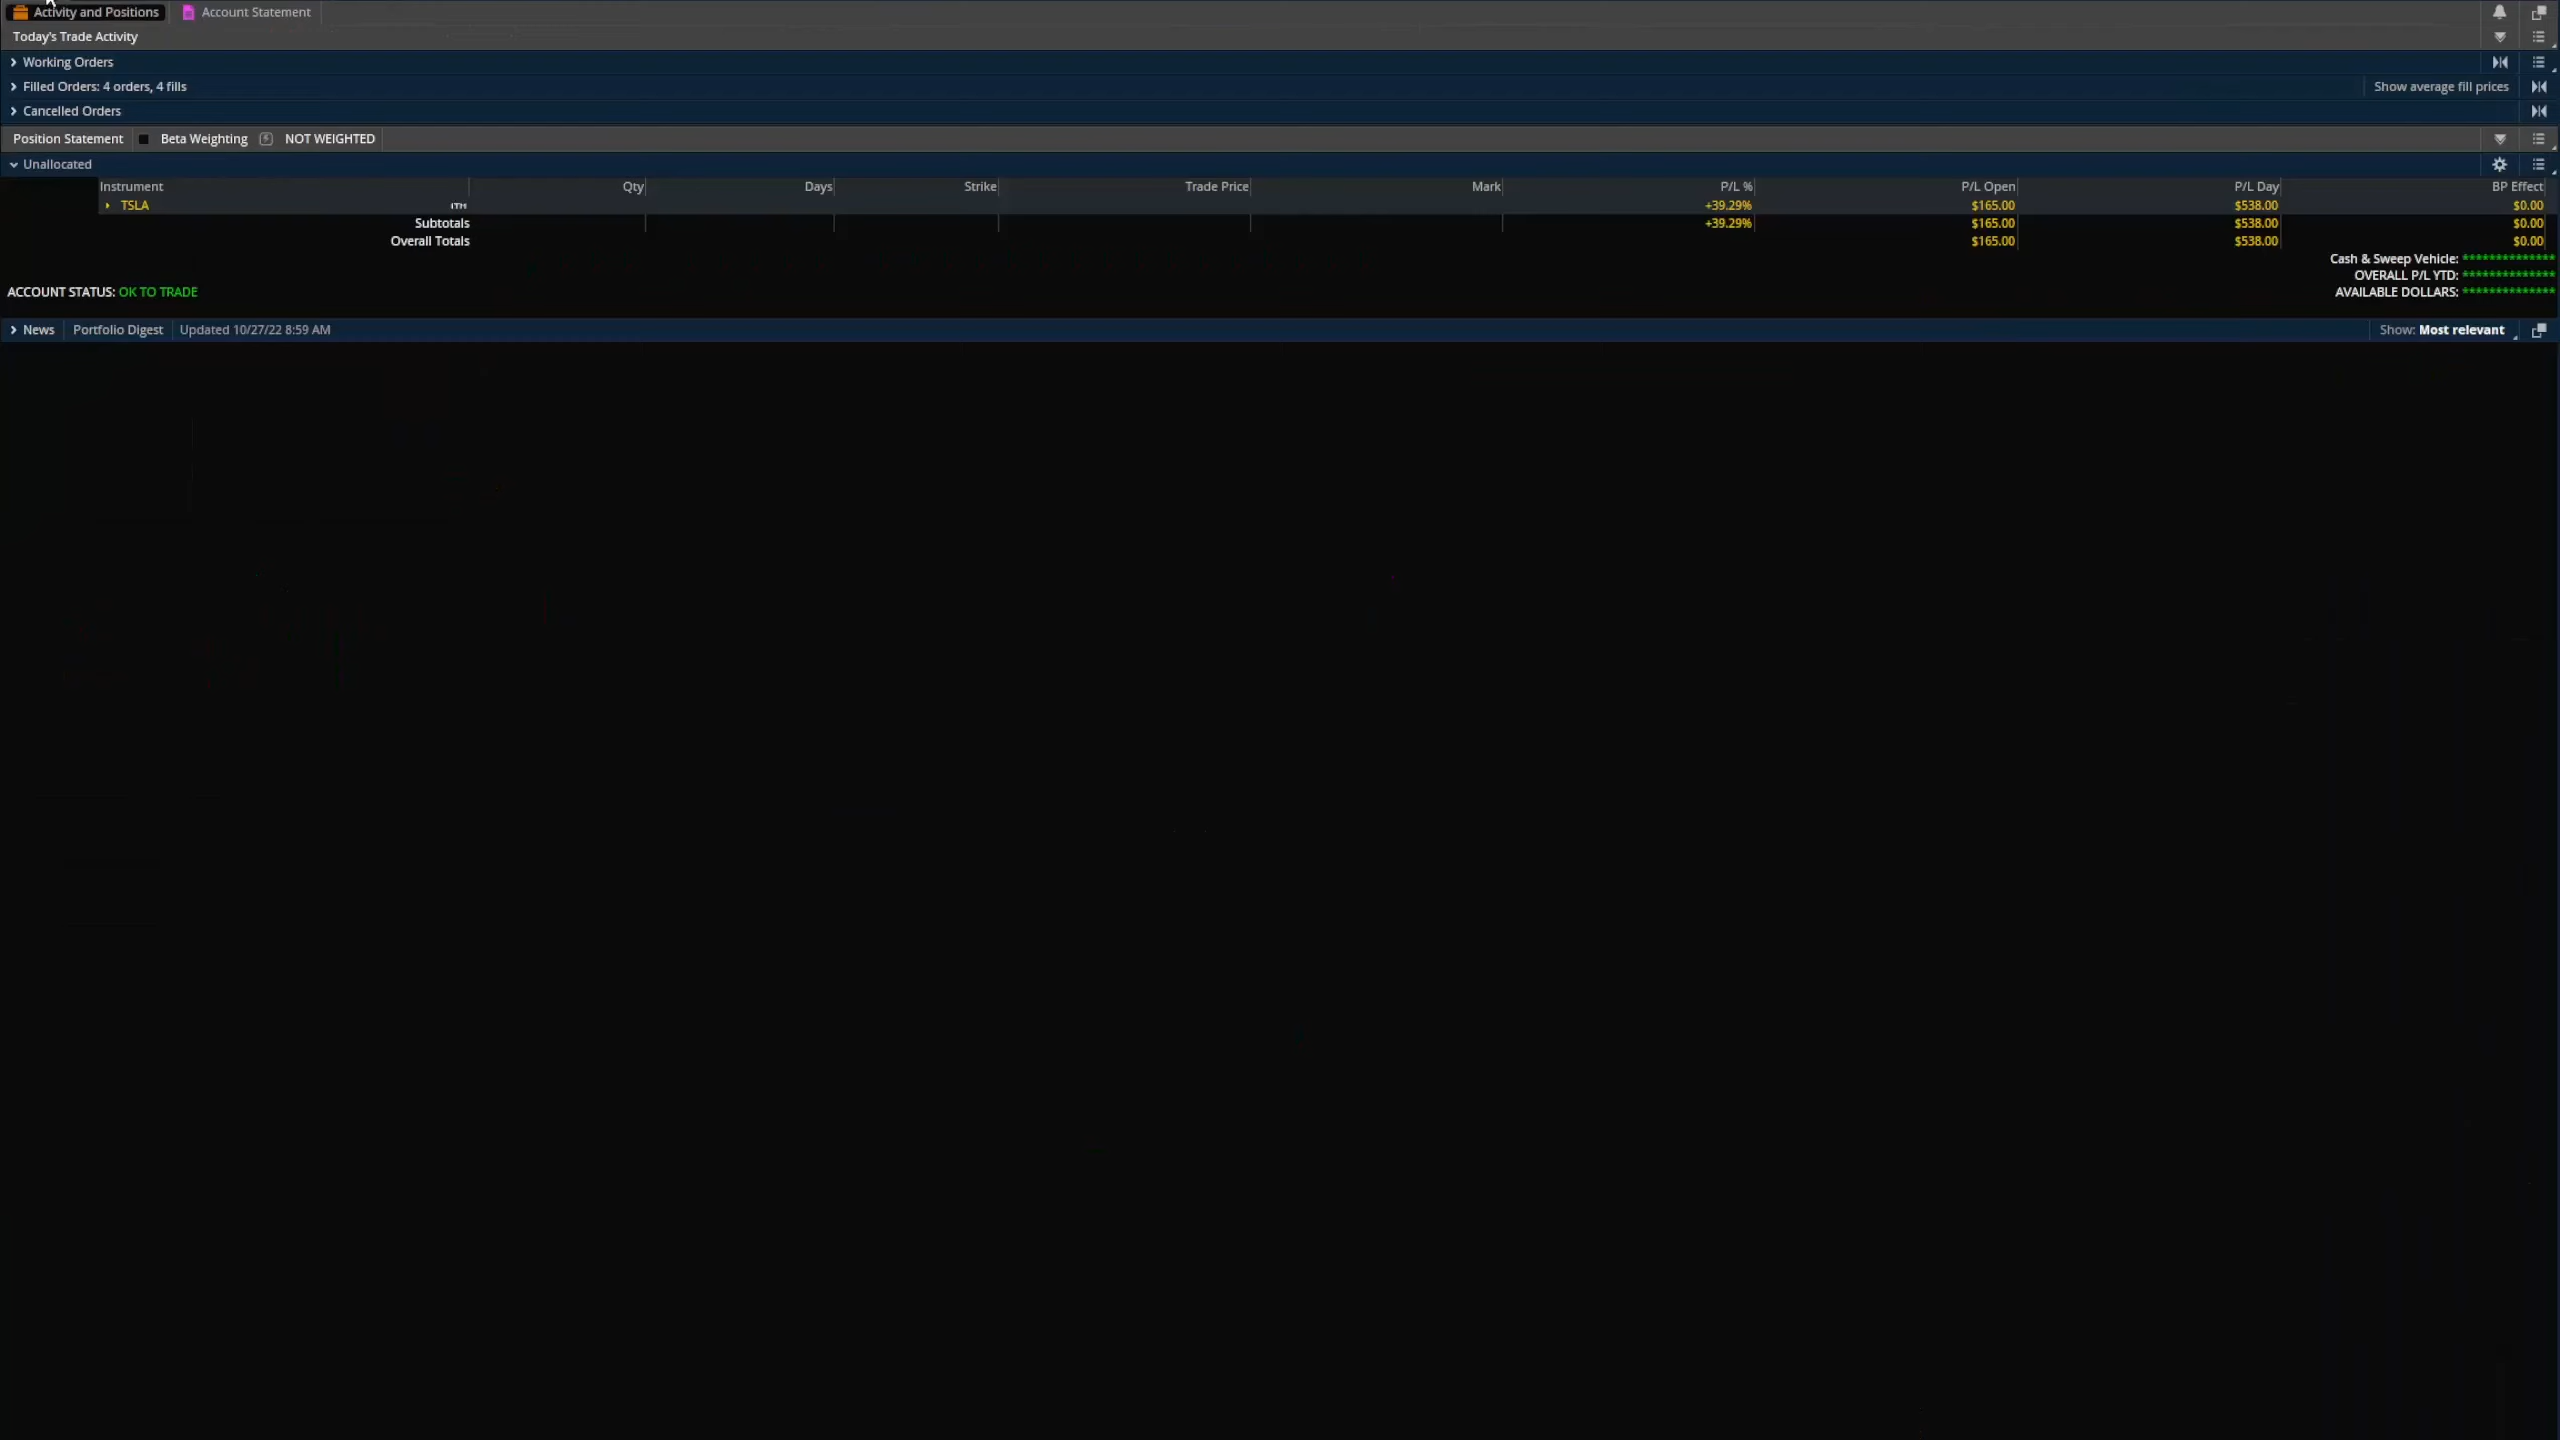 Activity and Positions Account Statement
Today's Trade Activity
Working Orders
Filled Orders: 4 orders, 4 fills Show average fill prices
Cancelled Orders
Position Statement Beta Weighting NOT WEIGHTED
Unallocated
Instrument Qty Days Strike Trade Price Mark P/L % P/L Open P/L Day BP Effect
TSLA ITM +39.29% $165.00 $538.00 $0.00
Subtotals +39.29% $165.00 $538.00 $0.00
Overall Totals $165.00 $538.00 $0.00
Cash & Sweep Vehicle: **************
OVERALL P/L YTD: **************
ACCOUNT STATUS: OK TO TRADE AVAILABLE DOLLARS: **************
News Portfolio Digest Updated 10/27/22 8:59 AM Show: Most relevant